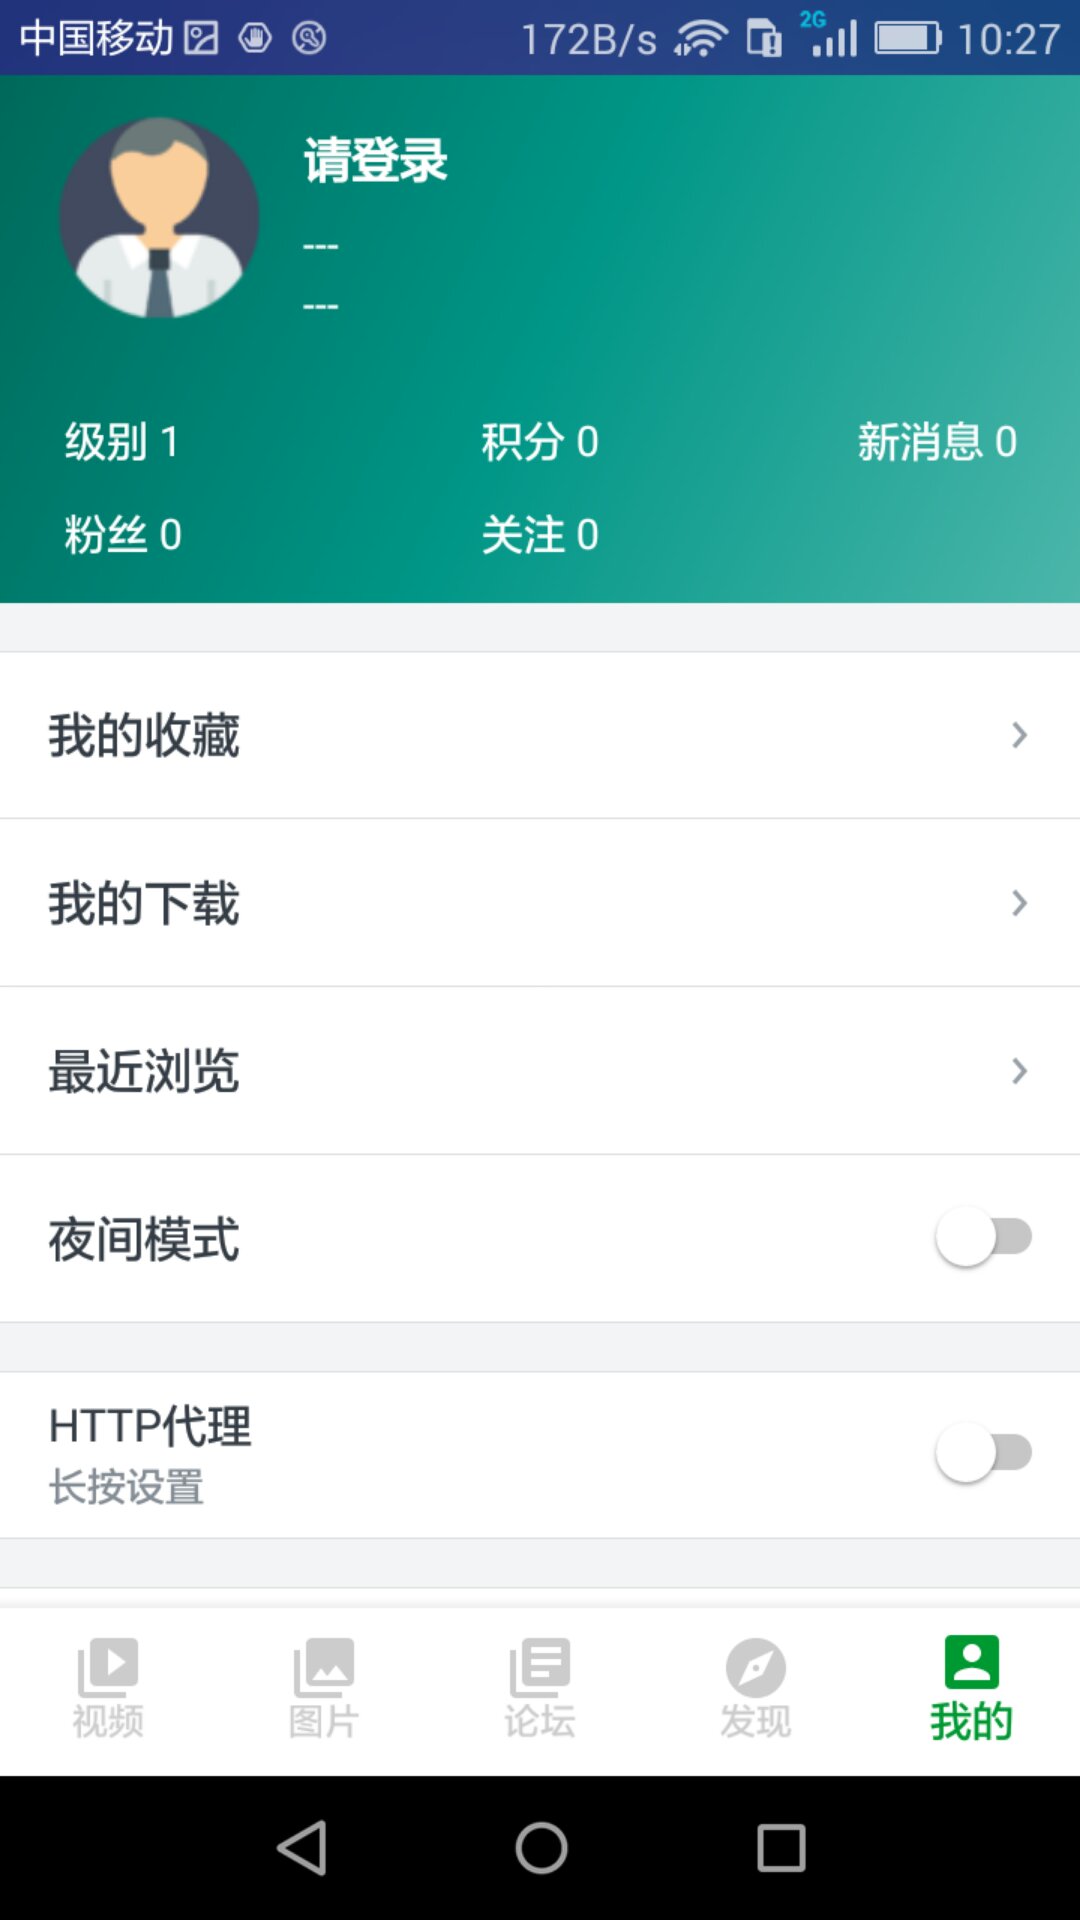 中国移动 172B/s 2G 10:27
请登录
---
---
级别 1 积分 0 新消息 0
粉丝 0 关注 0
我的收藏
我的下载
最近浏览
夜间模式
HTTP代理
长按设置
视频 图片 论坛 发现 我的